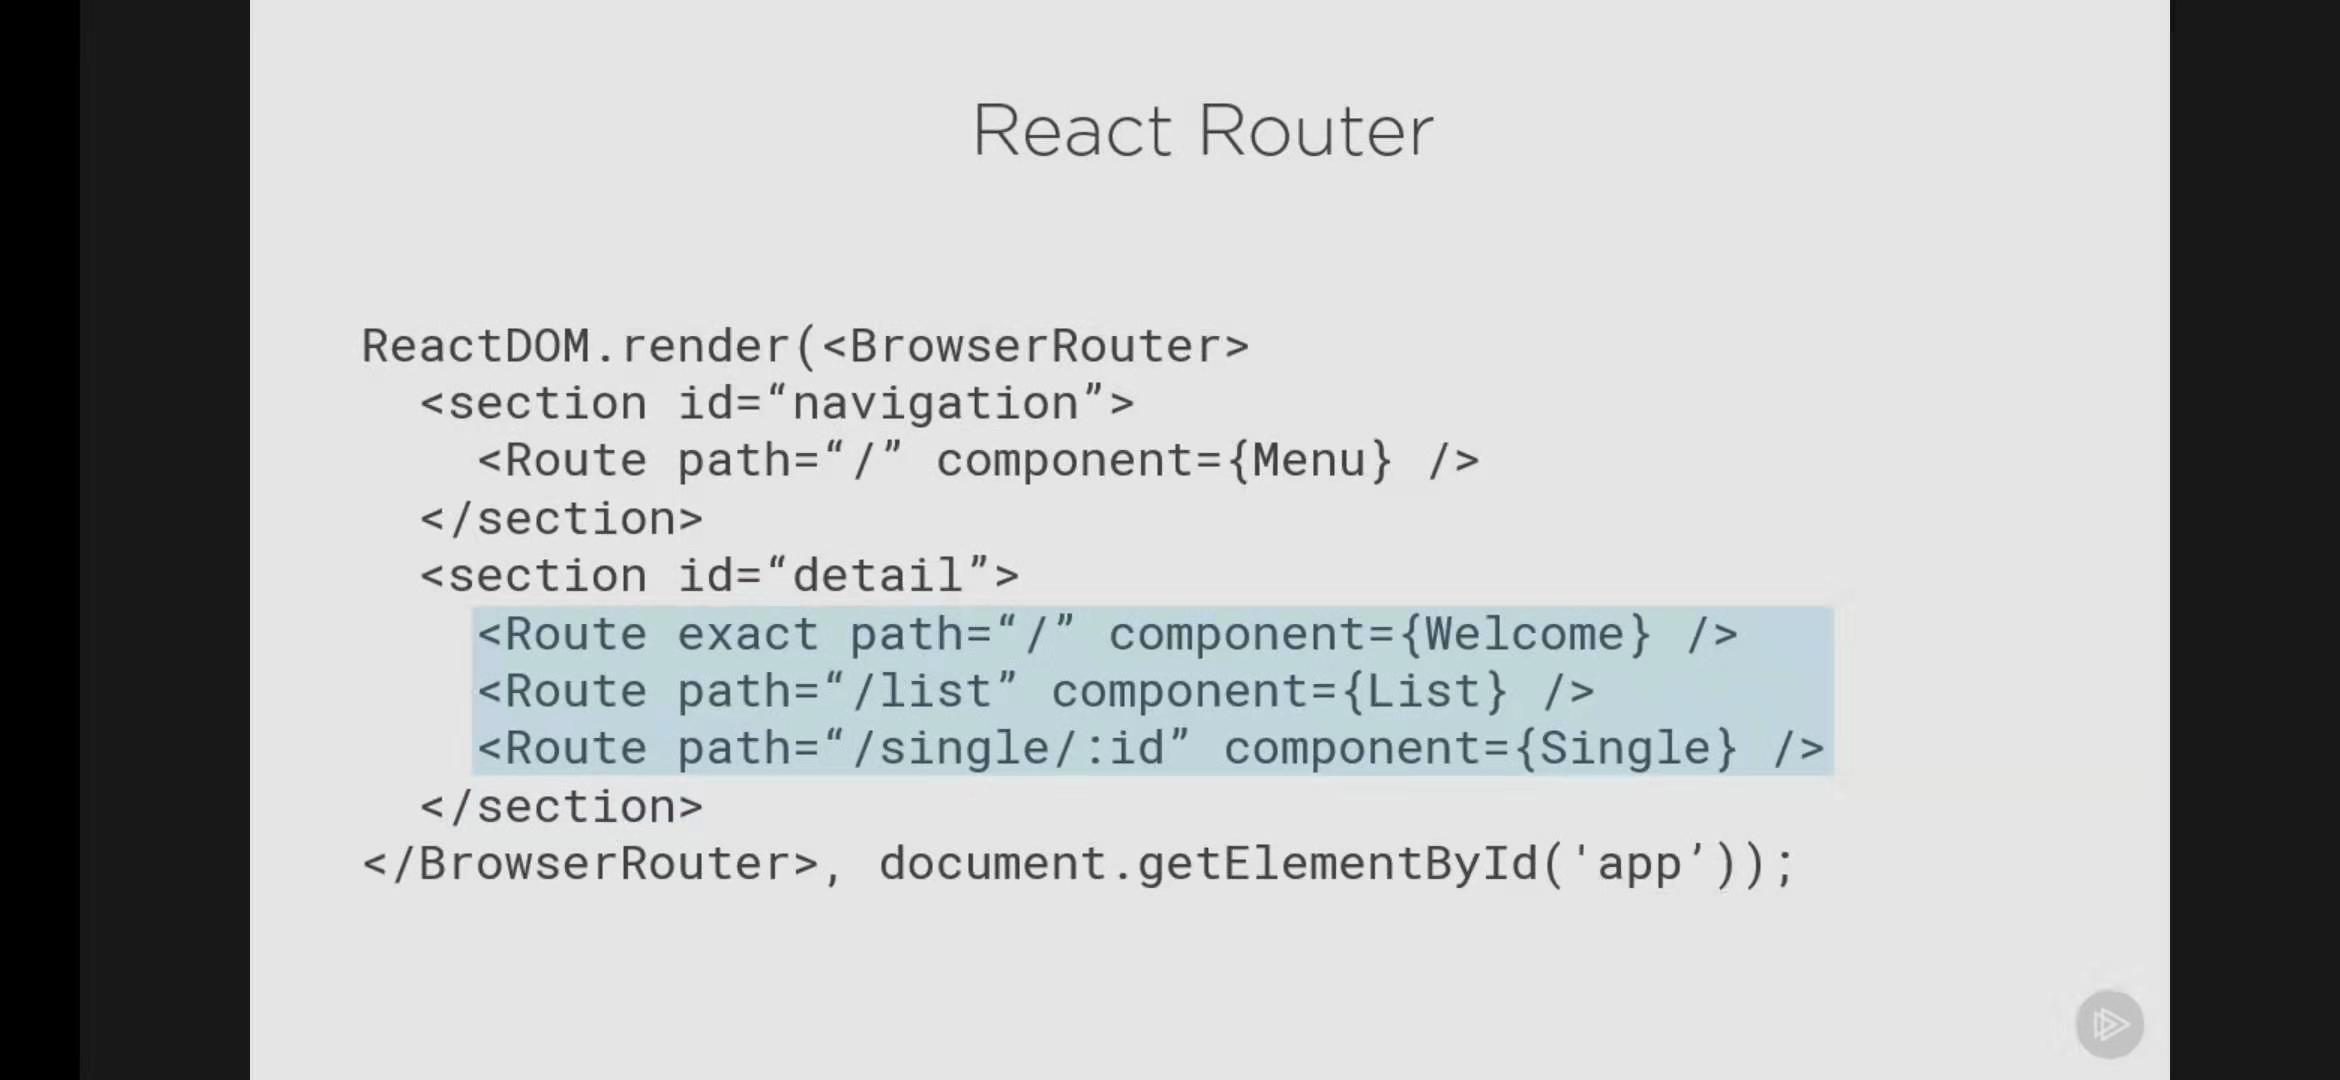 React Router
ReactDOM.render(<BrowserRouter>
<section id=“navigation”>
<Route path=“/” component={Menu} />
</section>
<section id=“detail”>
<Route exact path=“/” component={Welcome} />
<Route path=“/list” component={List} />
<Route path=“/single/:id” component={Single} />
</section>
</BrowserRouter>, document.getElementById('app’));